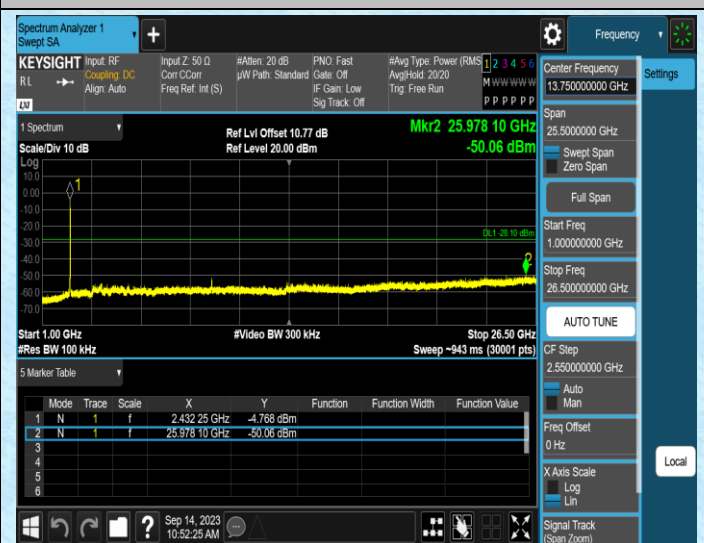 Spectrum Analyzer 1
Swept SA
+
Frequency
KEYSIGHT
RL
Input: RF
Coupling: DC
Align: Auto
Input Z: 50 Ω
Corr CCorr
Freq Ref: Int (S)
#Atten: 20 dB
µW Path: Standard
PNO: Fast
Gate: Off
IF Gain: Low
Sig Track: Off
#Avg Type: Power (RMS
Avg|Hold: 20/20
Trig: Free Run
1 2 3 4 5 6
M W W W W W
P P P P P P
LXI
1 Spectrum
Scale/Div 10 dB
Log
Ref Lvl Offset 10.77 dB
Ref Level 20.00 dBm
Mkr2 25.978 10 GHz
-50.06 dBm
10.0
0.00
-10.0
-20.0
-30.0
-40.0
-50.0
-60.0
-70.0
1
2
DL1 -28.10 dBm
Start 1.00 GHz
#Res BW 100 kHz
#Video BW 300 kHz
Stop 26.50 GHz
Sweep ~943 ms (30001 pts)
5 Marker Table
Mode Trace Scale X Y Function Function Width Function Value
1 N 1 f 2.432 25 GHz -4.768 dBm
2 N 1 f 25.978 10 GHz -50.06 dBm
3
4
5
6
Sep 14, 2023
10:52:25 AM
?
Center Frequency
13.750000000 GHz
Span
25.5000000 GHz
Swept Span
Zero Span
Full Span
Start Freq
1.000000000 GHz
Stop Freq
26.500000000 GHz
AUTO TUNE
CF Step
2.550000000 GHz
Auto
Man
Freq Offset
0 Hz
X Axis Scale
Log
Lin
Signal Track
(Span Zoom)
Settings
Local